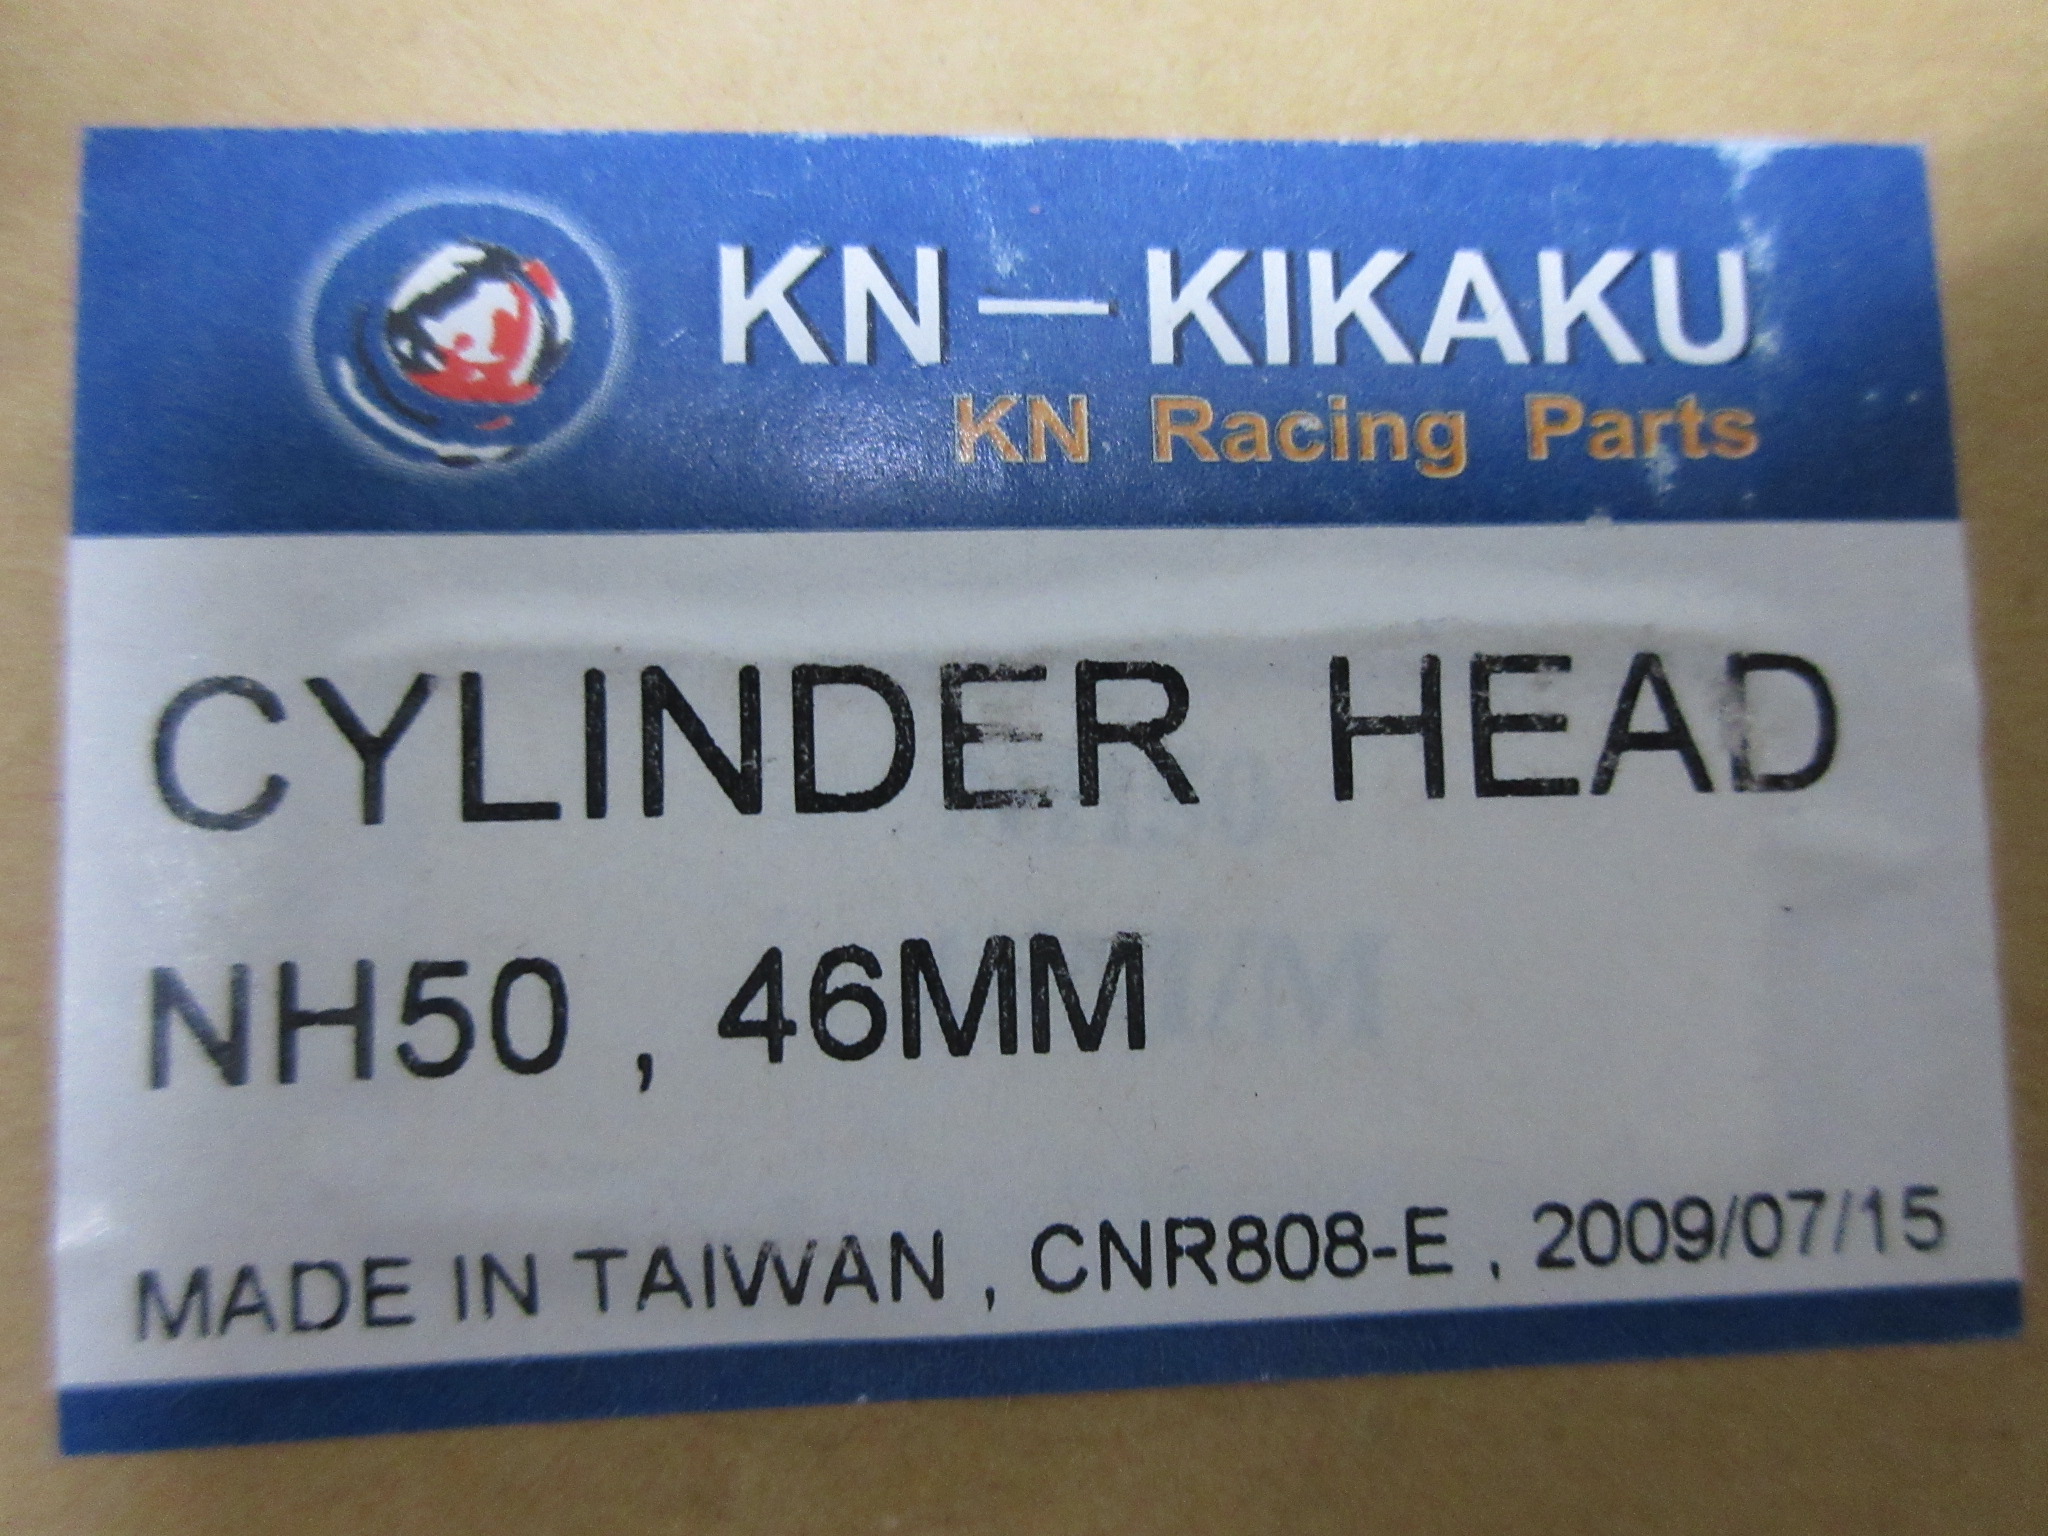 KN-KIKAKU
KN Racing Parts
CYLINDER HEAD
NH50 , 46MM
MADE IN TAIWAN , CNR808-E , 2009/07/15